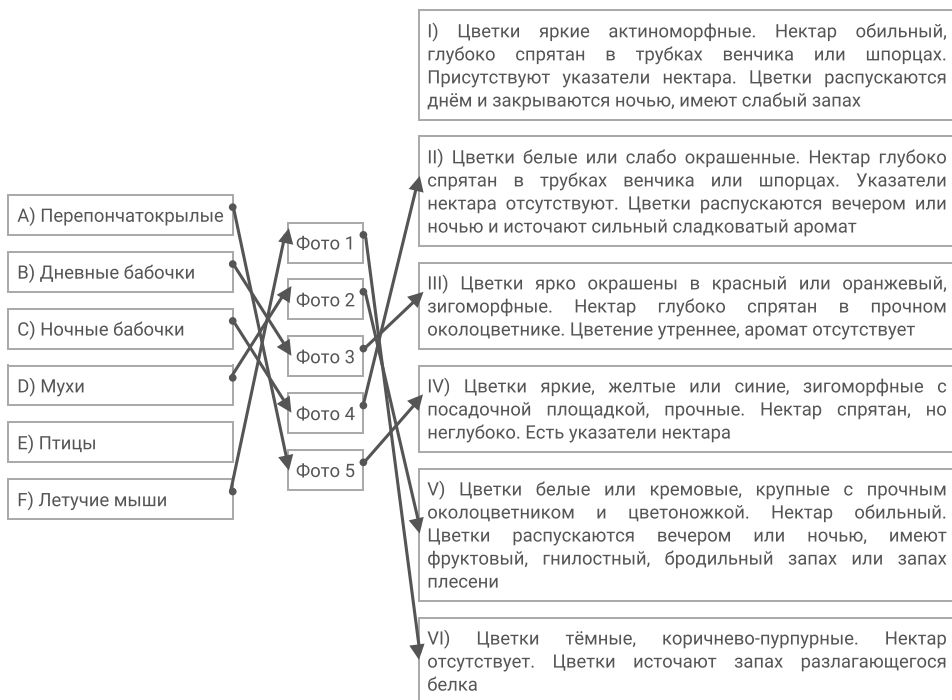 A) Перепончатокрылые
B) Дневные бабочки
C) Ночные бабочки
D) Мухи
E) Птицы
F) Летучие мыши
Фото 1
Фото 2
Фото 3
Фото 4
Фото 5
I) Цветки яркие актиноморфные. Нектар обильный,
глубоко спрятан в трубках венчика или шпорцах.
Присутствуют указатели нектара. Цветки распускаются
днём и закрываются ночью, имеют слабый запах
II) Цветки белые или слабо окрашенные. Нектар глубоко
спрятан в трубках венчика или шпорцах. Указатели
нектара отсутствуют. Цветки распускаются вечером или
ночью и источают сильный сладковатый аромат
III) Цветки ярко окрашены в красный или оранжевый,
зигоморфные. Нектар глубоко спрятан в прочном
околоцветнике. Цветение утреннее, аромат отсутствует
IV) Цветки яркие, желтые или синие, зигоморфные с
посадочной площадкой, прочные. Нектар спрятан, но
неглубоко. Есть указатели нектара
V) Цветки белые или кремовые, крупные с прочным
околоцветником и цветоножкой. Нектар обильный.
Цветки распускаются вечером или ночью, имеют
фруктовый, гнилостный, бродильный запах или запах
плесени
VI) Цветки тёмные, коричнево-пурпурные. Нектар
отсутствует. Цветки источают запах разлагающегося
белка